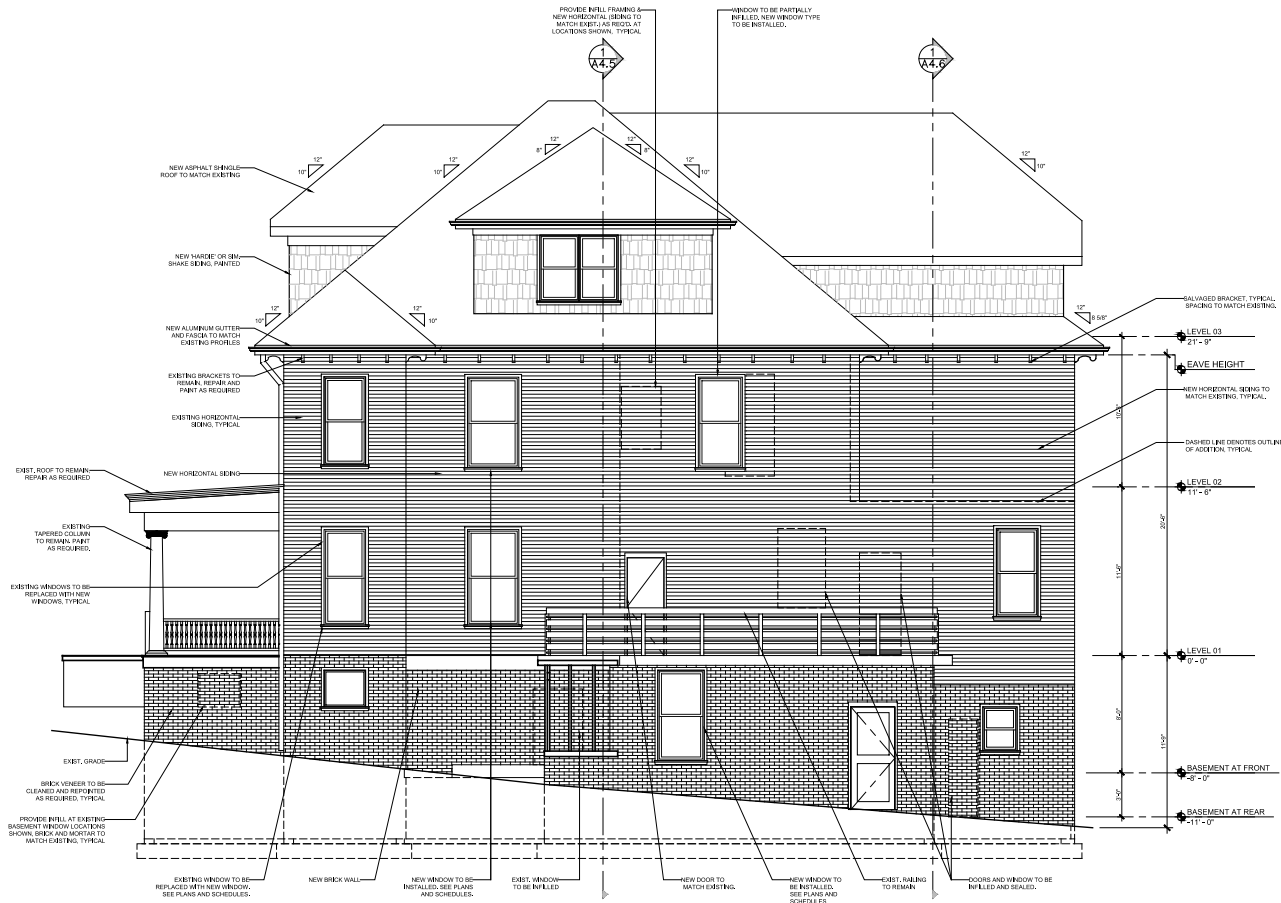 PROVIDE INFILL FRAMING &
NEW HORIZONTAL (SIDING TO
MATCH EXIST.) AS REQ'D. AT
LOCATIONS SHOWN, TYPICAL
WINDOW TO BE PARTIALLY
INFILLED, NEW WINDOW TYPE
TO BE INSTALLED.
1
A4.5
1
A4.6
12"
10"
12"
10"
12"
8"
12"
8"
12"
10"
12"
10"
NEW ASPHALT SHINGLE
ROOF TO MATCH EXISTING
NEW 'HARDIE' OR SIM.
SHAKE SIDING, PAINTED
12"
10"
12"
10"
12"
8 5/8"
NEW ALUMINUM GUTTER
AND FASCIA TO MATCH
EXISTING PROFILES
SALVAGED BRACKET, TYPICAL.
SPACING TO MATCH EXISTING.
LEVEL 03
21' - 9"
EAVE HEIGHT
EXISTING BRACKETS TO
REMAIN, REPAIR AND
PAINT AS REQUIRED
NEW HORIZONTAL SIDING TO
MATCH EXISTING, TYPICAL.
EXISTING HORIZONTAL
SIDING, TYPICAL
DASHED LINE DENOTES OUTLINE
OF ADDITION, TYPICAL
NEW HORIZONTAL SIDING
EXIST. ROOF TO REMAIN,
REPAIR AS REQUIRED
LEVEL 02
11' - 6"
EXISTING
TAPERED COLUMN
TO REMAIN. PAINT
AS REQUIRED.
11'-6"
EXISTING WINDOWS TO BE
REPLACED WITH NEW
WINDOWS, TYPICAL
LEVEL 01
0' - 0"
8'-0"
11'-9"
EXIST. GRADE
BASEMENT AT FRONT
-8' - 0"
BRICK VENEER TO BE
CLEANED AND REPOINTED
AS REQUIRED, TYPICAL
3'-0"
BASEMENT AT REAR
-11' - 0"
PROVIDE INFILL AT EXISTING
BASEMENT WINDOW LOCATIONS
SHOWN, BRICK AND MORTAR TO
MATCH EXISTING, TYPICAL
EXISTING WINDOW TO BE
REPLACED WITH NEW WINDOW.
SEE PLANS AND SCHEDULES.
NEW BRICK WALL
NEW WINDOW TO BE
INSTALLED. SEE PLANS
AND SCHEDULES.
EXIST. WINDOW
TO BE INFILLED
NEW DOOR TO
MATCH EXISTING.
NEW WINDOW TO
BE INSTALLED.
SEE PLANS AND
SCHEDULES
EXIST. RAILING
TO REMAIN
DOORS AND WINDOW TO BE
INFILLED AND SEALED.